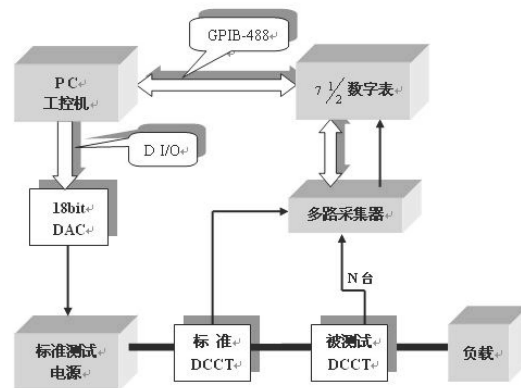 GPIB-488
PC
工控机
7 1/2 数字表
D I/O
18bit
DAC
多路采集器
N台
标准测试
电源
标 准
DCCT
被测试
DCCT
负载